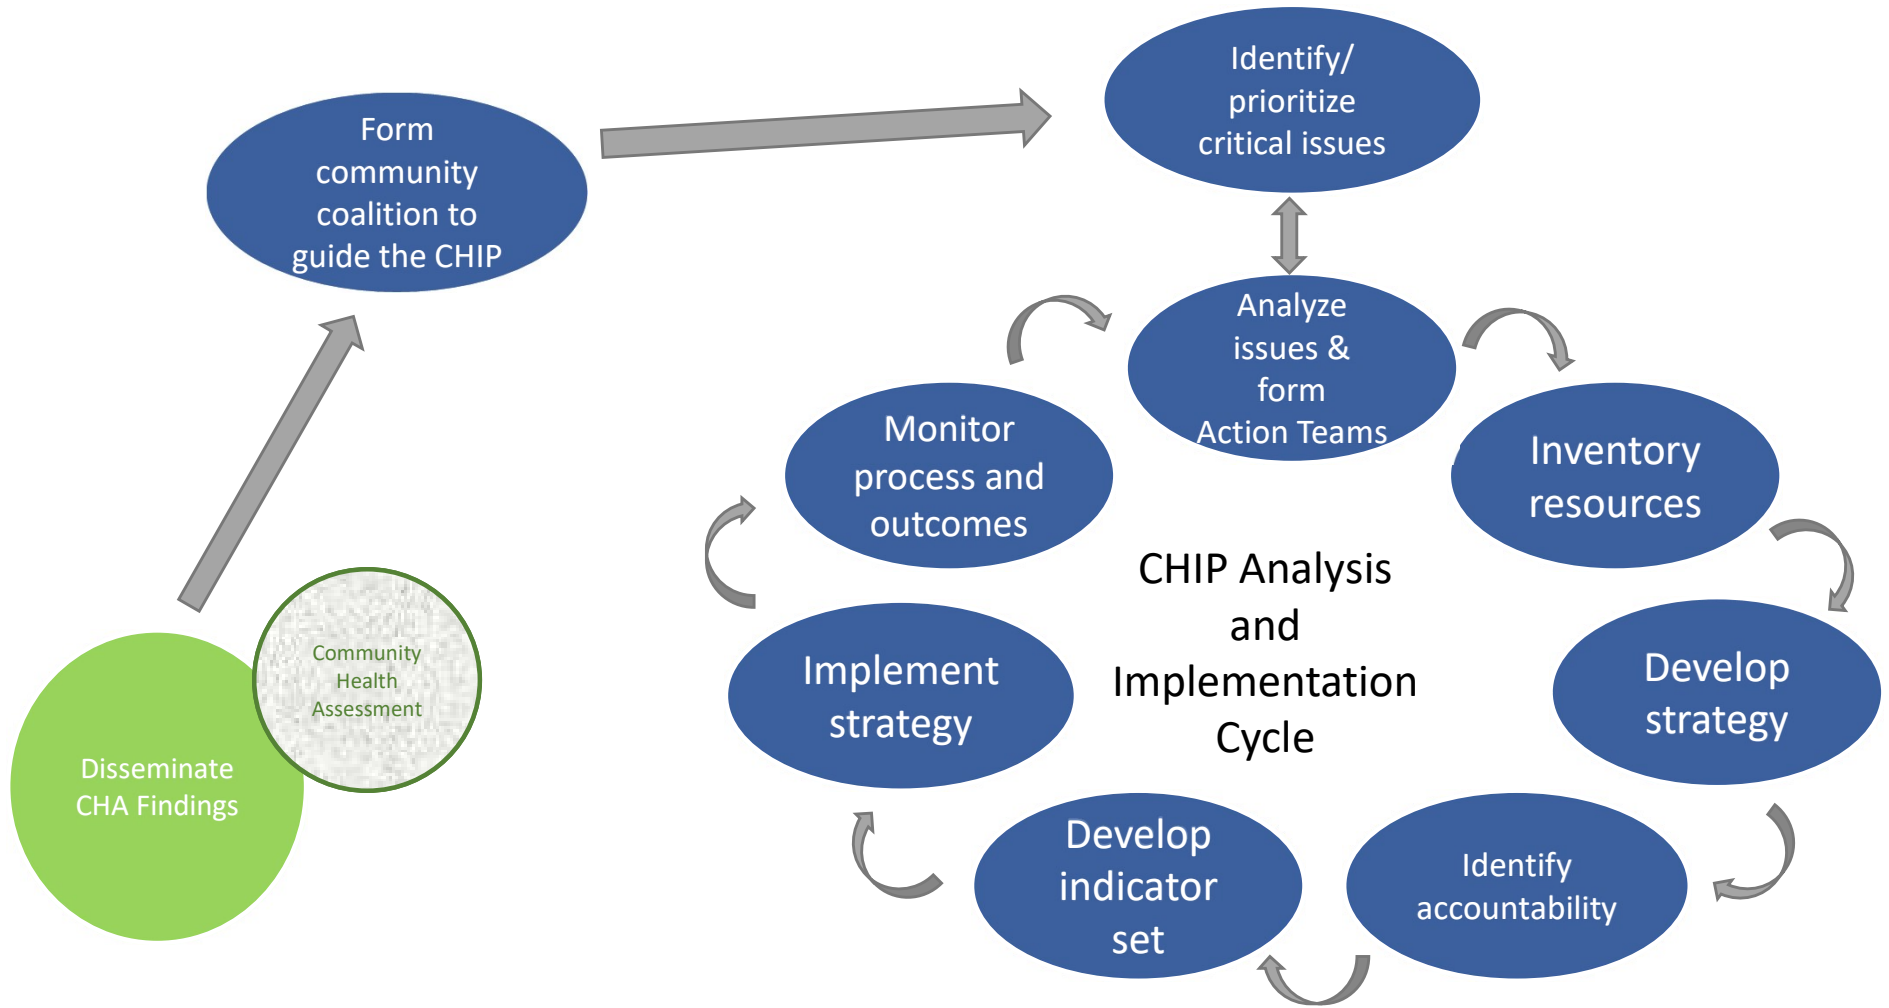 Identify/
prioritize
critical issues
Form
community
coalition to
guide the CHIP
Analyze
issues &
form
Action Teams
Monitor
process and
outcomes
Inventory
resources
CHIP Analysis
and
Implementation
Cycle
Community
Health
Assessment
Implement
strategy
Develop
strategy
Disseminate
CHA Findings
Develop
indicator
set
Identify
accountability